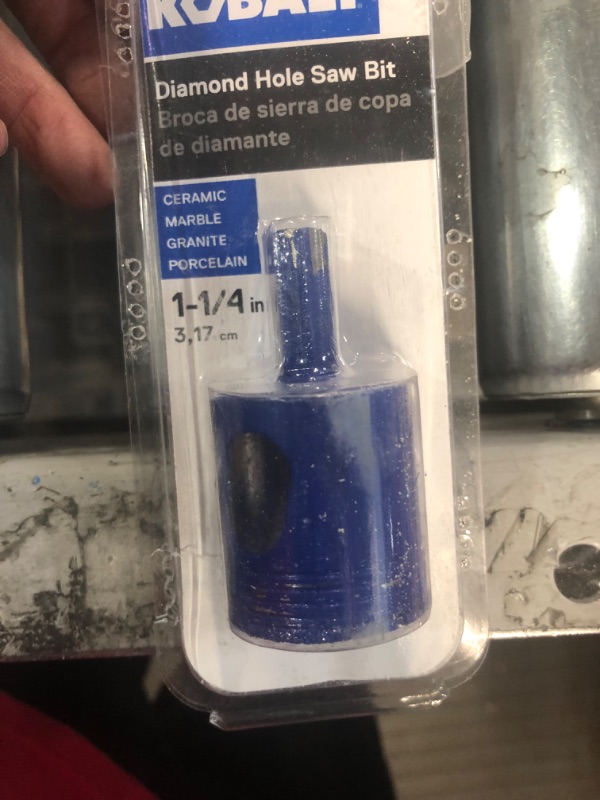 KOBALT
Diamond Hole Saw Bit
Broca de sierra de copa
de diamante
CERAMIC
MARBLE
GRANITE
PORCELAIN
1-1/4 in
3,17 cm